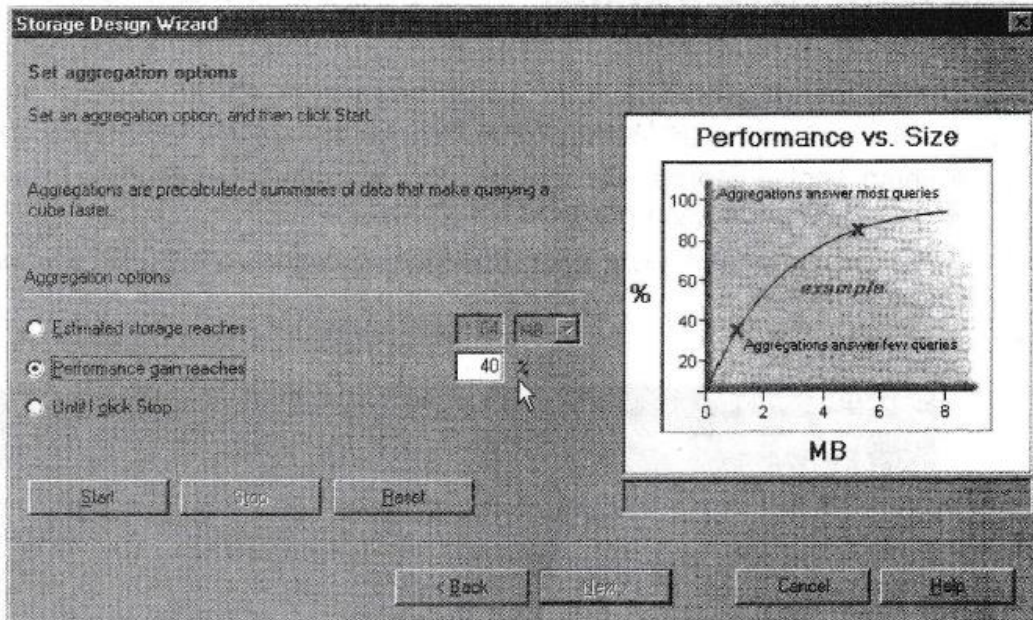 Storage Design Wizard
Set aggregation options
Set an aggregation option, and then click Start.
Aggregations are precalculated summaries of data that make querying a
cube faster.
Aggregation options
Estimated storage reaches
MB
Performance gain reaches
40 %
Until I click Stop
Start
Stop
Reset
Performance vs. Size
100
80
60
40
20
%
Aggregations answer most queries
example
Aggregations answer few queries
0 2 4 6 8
MB
< Back
Next >
Cancel
Help